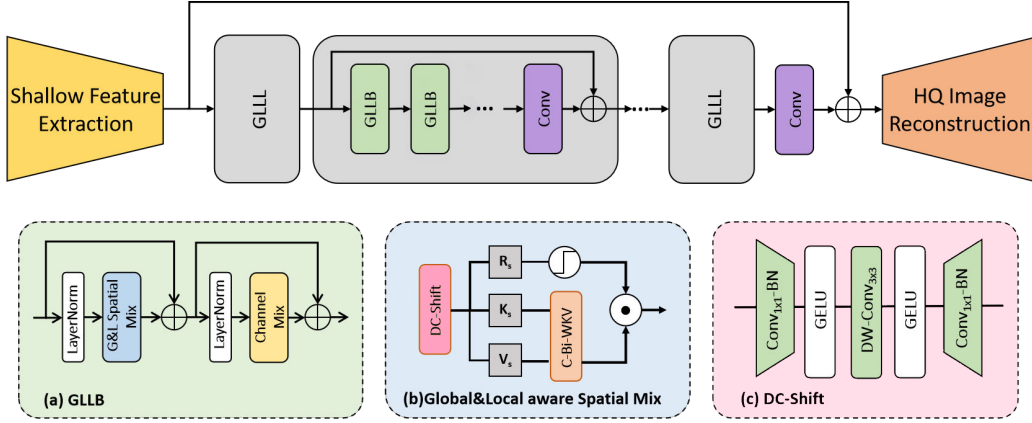 Shallow Feature
Extraction
GLLL
GLLB
GLLB
...
Conv
...
GLLL
Conv
HQ Image
Reconstruction
LayerNorm
G&L Spatial
Mix
LayerNorm
Channel
Mix
(a) GLLB
DC-Shift
Rs
Ks
Vs
C-Bi-WKV
(b)Global&Local aware Spatial Mix
Conv1x1-BN
GELU
DW-Conv3x3
GELU
Conv1x1-BN
(c) DC-Shift